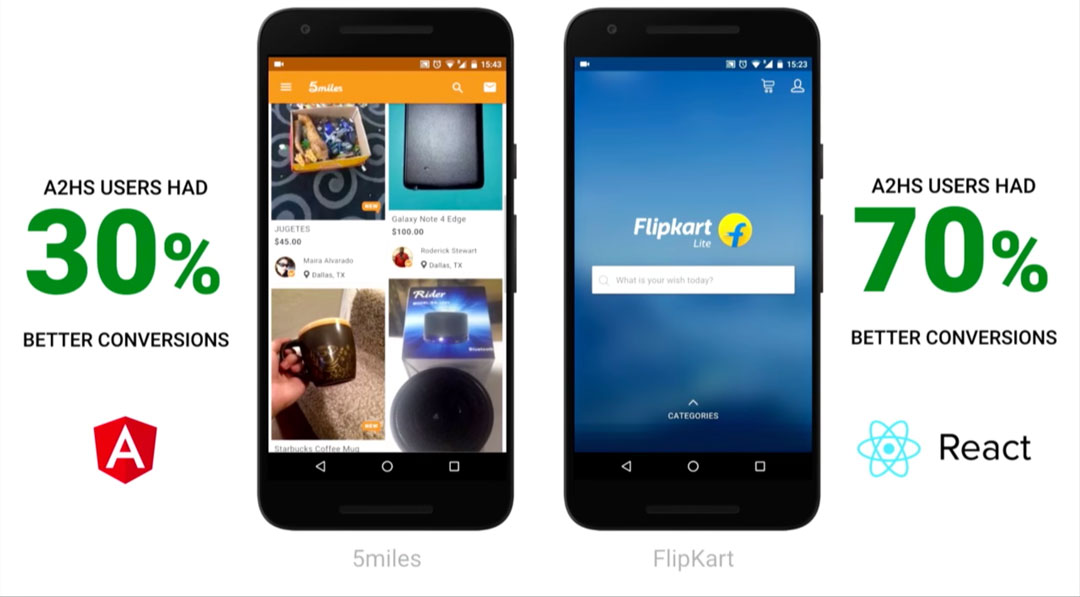 A2HS USERS HAD
30%
BETTER CONVERSIONS
A
15:43
5miles
NEW
JUGETES
$45.00
Maira Alvarado
Dallas, TX
Galaxy Note 4 Edge
$100.00
Roderick Stewart
Dallas, TX
Rider
NEW
Starbucks Coffee Mug
5miles
15:23
Flipkart
Lite
f
What is your wish today?
CATEGORIES
FlipKart
A2HS USERS HAD
70%
BETTER CONVERSIONS
React